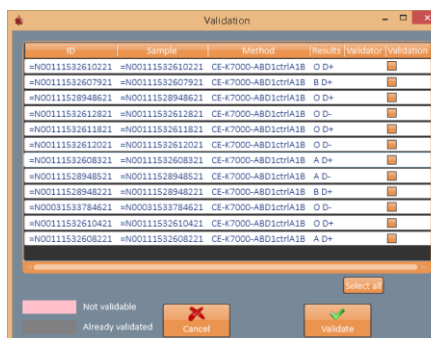 Validation
ID Sample Method Results Validator Validation
=N00111532610221 =N00111532610221 CE-K7000-ABD1ctrlA1B O D+
=N00111532607921 =N00111532607921 CE-K7000-ABD1ctrlA1B B D+
=N00111528948621 =N00111528948621 CE-K7000-ABD1ctrlA1B O D+
=N00111532612821 =N00111532612821 CE-K7000-ABD1ctrlA1B O D-
=N00111532611821 =N00111532611821 CE-K7000-ABD1ctrlA1B O D+
=N00111532612021 =N00111532612021 CE-K7000-ABD1ctrlA1B O D-
=N00111532608321 =N00111532608321 CE-K7000-ABD1ctrlA1B A D+
=N00111528948521 =N00111528948521 CE-K7000-ABD1ctrlA1B A D-
=N00111528948221 =N00111528948221 CE-K7000-ABD1ctrlA1B B D+
=N00031533784621 =N00031533784621 CE-K7000-ABD1ctrlA1B O D-
=N00111532610421 =N00111532610421 CE-K7000-ABD1ctrlA1B O D+
=N00111532608221 =N00111532608221 CE-K7000-ABD1ctrlA1B A D+
Select all
Not validable
Already validated
Cancel
Validate